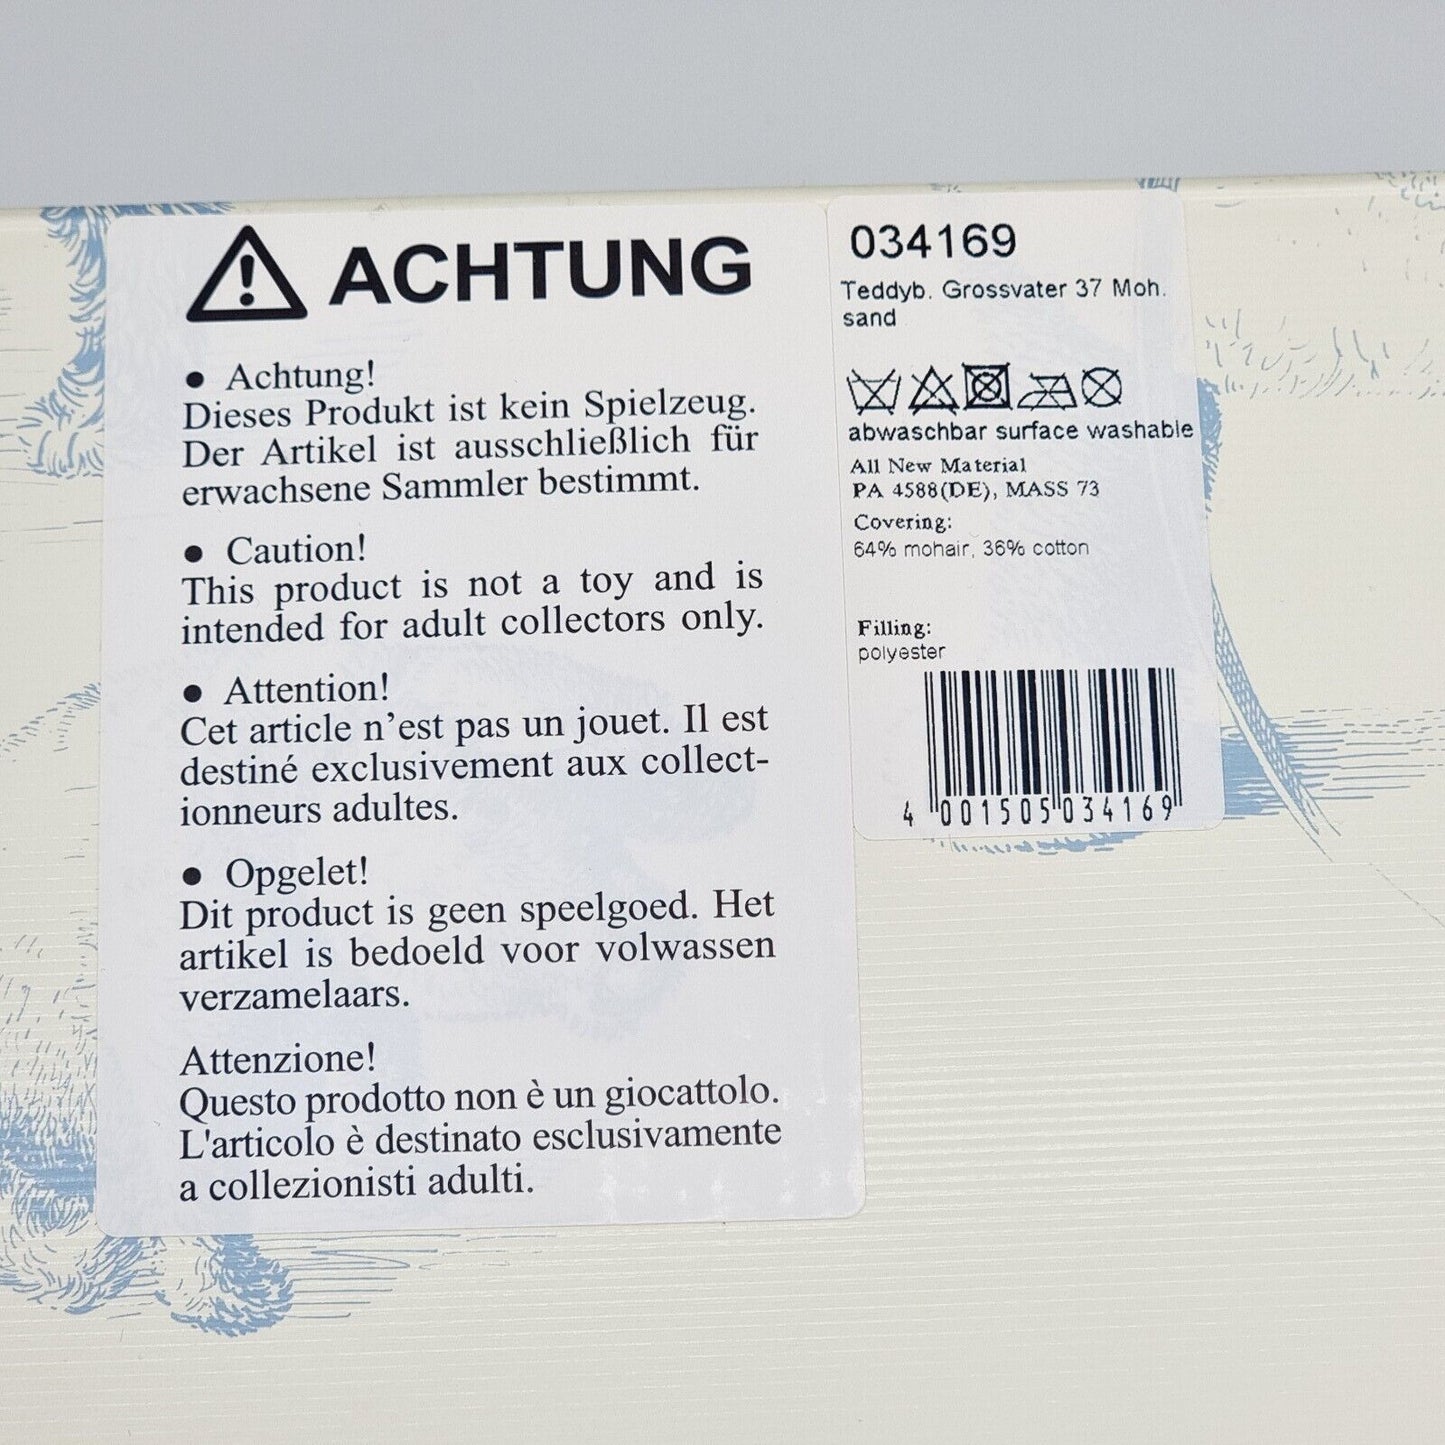 ACHTUNG
● Achtung!
Dieses Produkt ist kein Spielzeug.
Der Artikel ist ausschließlich für
erwachsene Sammler bestimmt.
● Caution!
This product is not a toy and is
intended for adult collectors only.
● Attention!
Cet article n’est pas un jouet. Il est
destiné exclusivement aux collect-
ionneurs adultes.
● Opgelet!
Dit product is geen speelgoed. Het
artikel is bedoeld voor volwassen
verzamelaars.
Attenzione!
Questo prodotto non è un giocattolo.
L'articolo è destinato esclusivamente
a collezionisti adulti.
034169
Teddyb. Grossvater 37 Moh.
sand
abwaschbar surface washable
All New Material
PA 4588(DE), MASS 73
Covering:
64% mohair, 36% cotton
Filling:
polyester
4 001505 034169